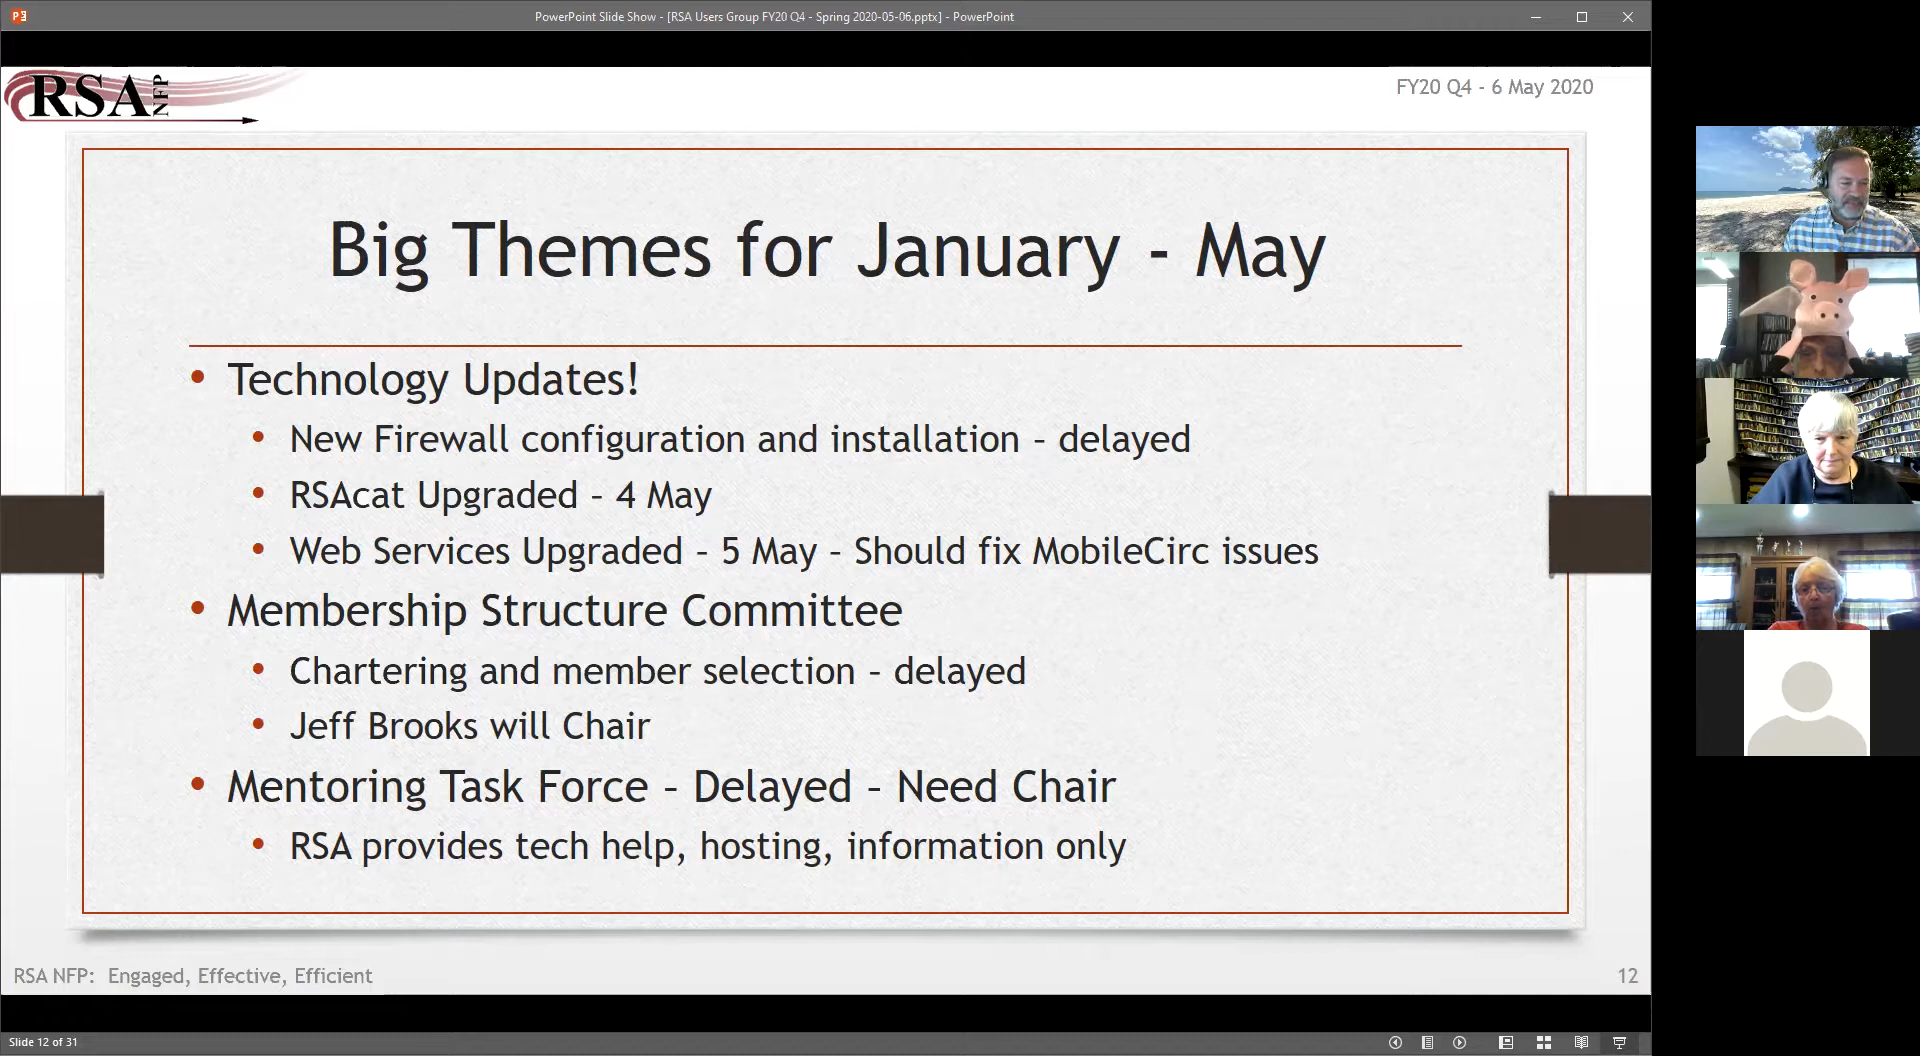 PowerPoint Slide Show - [RSA Users Group FY20 Q4 - Spring 2020-05-06.pptx] - PowerPoint
RSA NFP
FY20 Q4 - 6 May 2020
Big Themes for January - May
• Technology Updates!
• New Firewall configuration and installation – delayed
• RSAcat Upgraded – 4 May
• Web Services Upgraded – 5 May – Should fix MobileCirc issues
• Membership Structure Committee
• Chartering and member selection – delayed
• Jeff Brooks will Chair
• Mentoring Task Force – Delayed – Need Chair
• RSA provides tech help, hosting, information only
RSA NFP: Engaged, Effective, Efficient
12
Slide 12 of 31